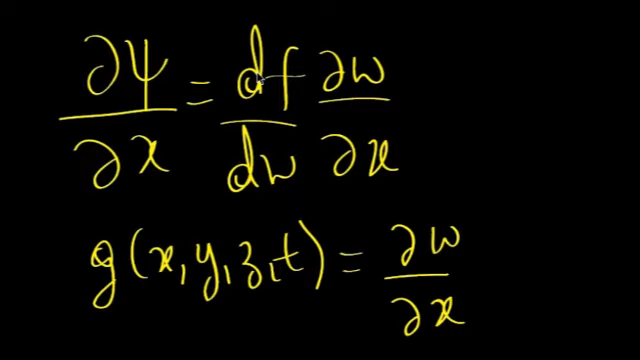 ∂ψ/∂x = df/dw ∂w/∂x
g(x,y,z,t) = ∂w/∂x